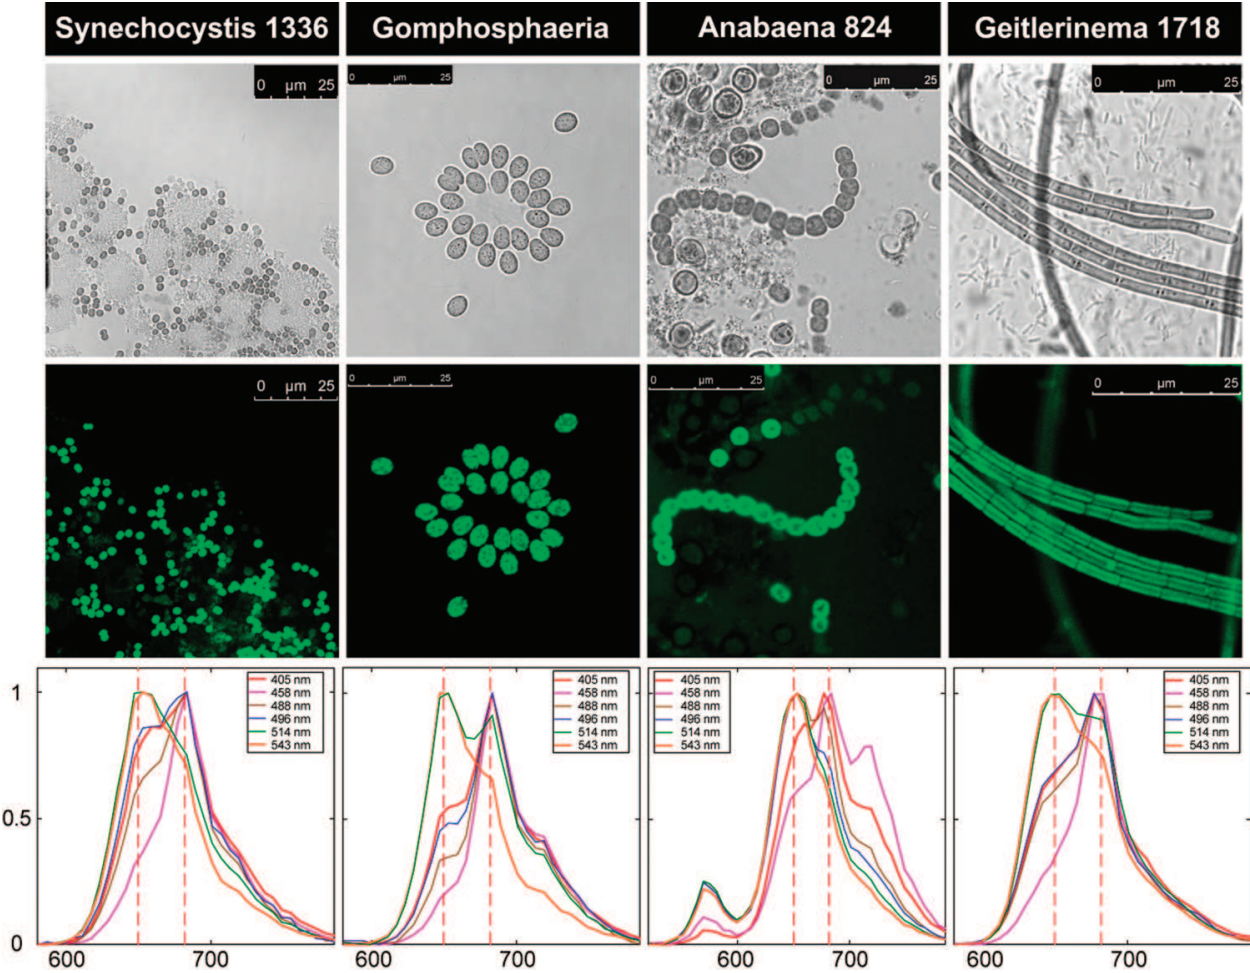 Synechocystis 1336 Gomphosphaeria Anabaena 824 Geitlerinema 1718
0 µm 25 0 µm 25 0 µm 25 0 µm 25
0 µm 25 0 µm 25 0 µm 25 0 µm 25
405 nm 405 nm 405 nm 405 nm
458 nm 458 nm 458 nm 458 nm
488 nm 488 nm 488 nm 488 nm
496 nm 496 nm 496 nm 496 nm
514 nm 514 nm 514 nm 514 nm
543 nm 543 nm 543 nm 543 nm
1
0.5
0
600 700 600 700 600 700 600 700